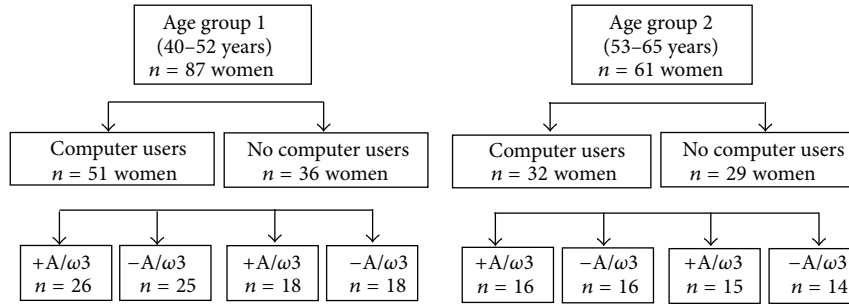 Age group 1
(40–52 years)
n = 87 women
Age group 2
(53–65 years)
n = 61 women
Computer users
n = 51 women
No computer users
n = 36 women
Computer users
n = 32 women
No computer users
n = 29 women
+A/ω3
n = 26
−A/ω3
n = 25
+A/ω3
n = 18
−A/ω3
n = 18
+A/ω3
n = 16
−A/ω3
n = 16
+A/ω3
n = 15
−A/ω3
n = 14